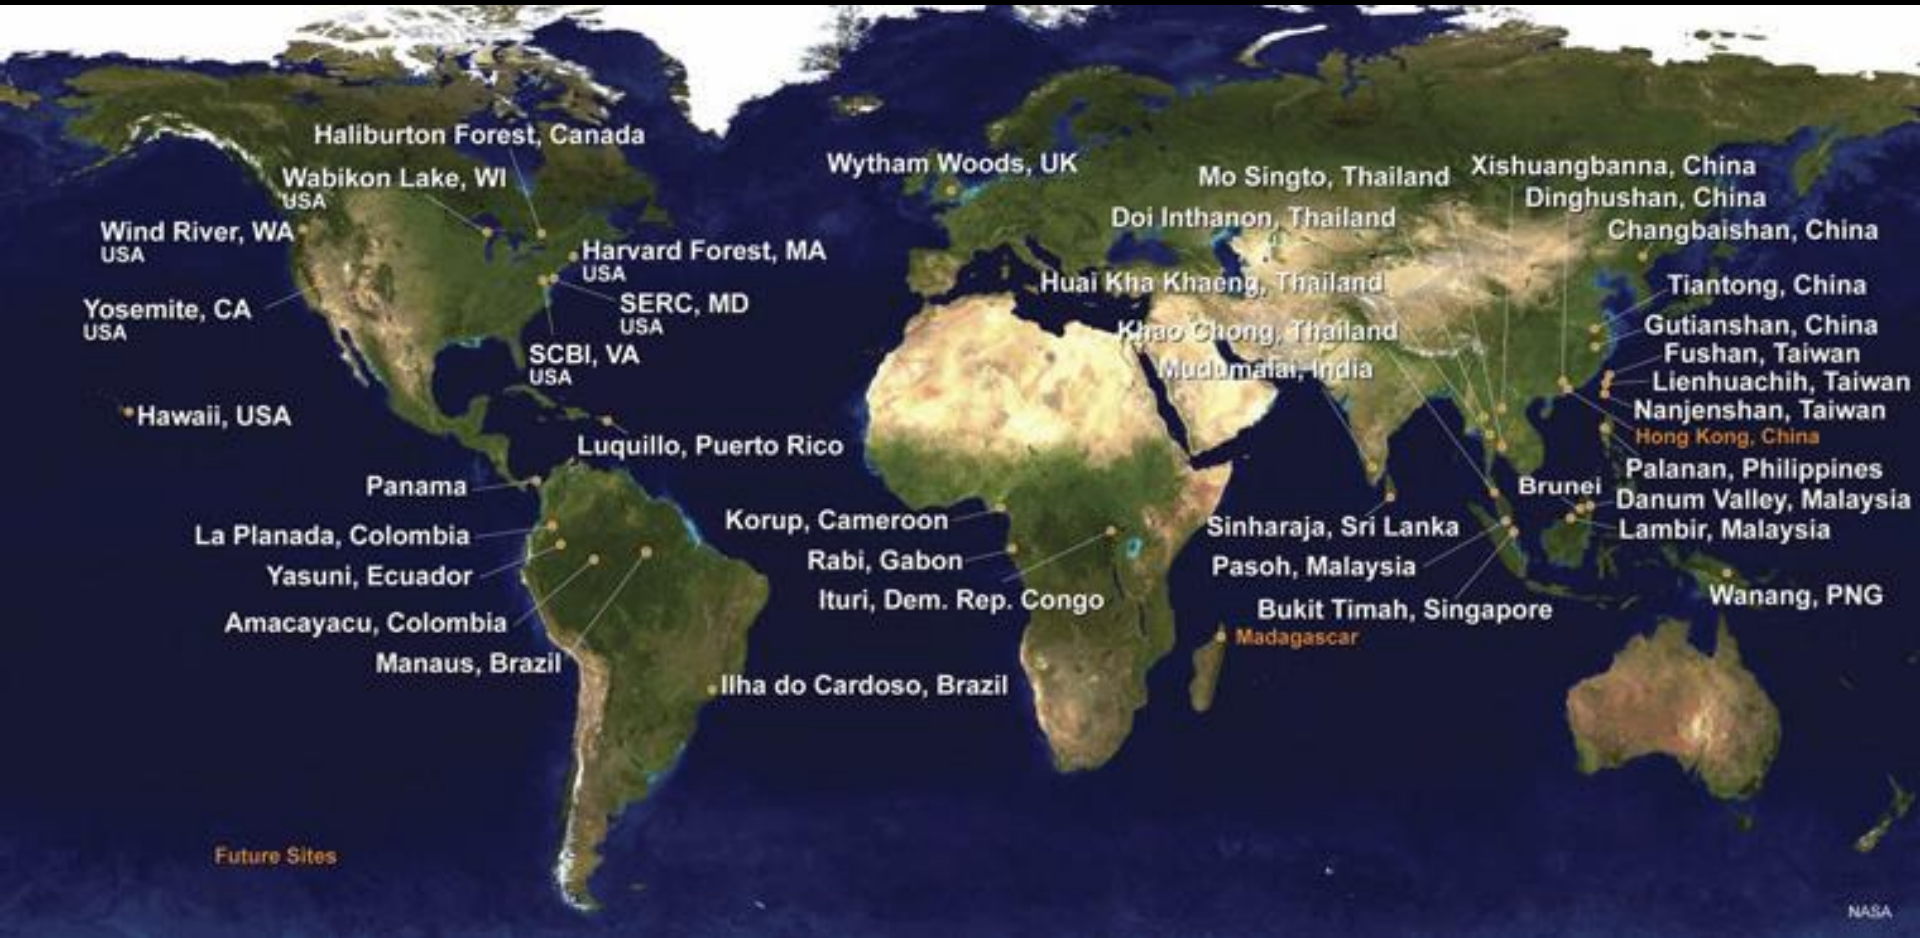 Haliburton Forest, Canada
Wabikon Lake, WI
USA
Wind River, WA
USA
Harvard Forest, MA
USA
Yosemite, CA
USA
SERC, MD
USA
SCBI, VA
USA
Hawaii, USA
Luquillo, Puerto Rico
Panama
La Planada, Colombia
Yasuni, Ecuador
Amacayacu, Colombia
Manaus, Brazil
Ilha do Cardoso, Brazil
Wytham Woods, UK
Korup, Cameroon
Rabi, Gabon
Ituri, Dem. Rep. Congo
Madagascar
Mo Singto, Thailand
Doi Inthanon, Thailand
Huai Kha Khaeng, Thailand
Khao Chong, Thailand
Mudumalai, India
Sinharaja, Sri Lanka
Pasoh, Malaysia
Bukit Timah, Singapore
Xishuangbanna, China
Dinghushan, China
Changbaishan, China
Tiantong, China
Gutianshan, China
Fushan, Taiwan
Lienhuachih, Taiwan
Nanjenshan, Taiwan
Hong Kong, China
Palanan, Philippines
Brunei
Danum Valley, Malaysia
Lambir, Malaysia
Wanang, PNG
Future Sites
NASA